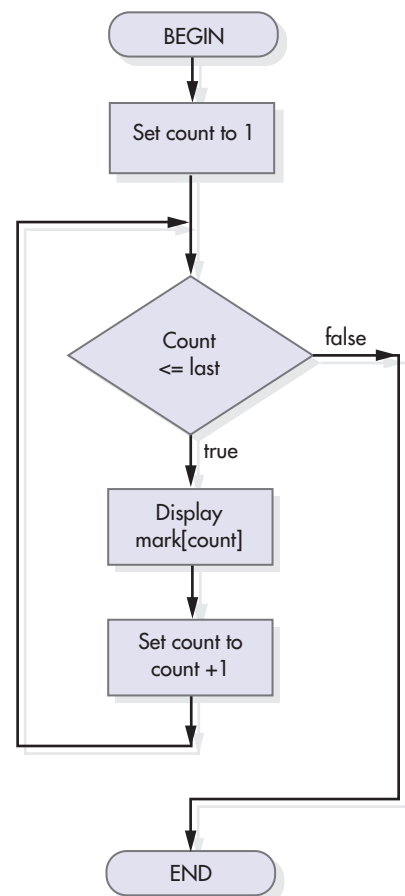 BEGIN
Set count to 1
Count
<= last
false
true
Display
mark[count]
Set count to
count +1
END